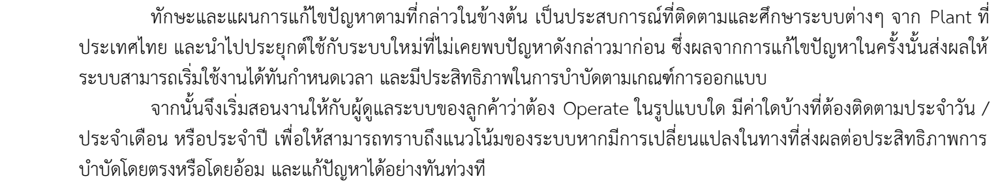 ทักษะและแผนการแก้ไขปัญหาตามที่กล่าวในข้างต้น เป็นประสบการณ์ที่ติดตามและศึกษาระบบต่างๆ จาก Plant ที่
ประเทศไทย และนำไปประยุกต์ใช้กับระบบใหม่ที่ไม่เคยพบปัญหาดังกล่าวมาก่อน ซึ่งผลจากการแก้ไขปัญหาในครั้งนั้นส่งผลให้
ระบบสามารถเริ่มใช้งานได้ทันกำหนดเวลา และมีประสิทธิภาพในการบำบัดตามเกณฑ์การออกแบบ
จากนั้นจึงเริ่มสอนงานให้กับผู้ดูแลระบบของลูกค้าว่าต้อง Operate ในรูปแบบใด มีค่าใดบ้างที่ต้องติดตามประจำวัน /
ประจำเดือน หรือประจำปี เพื่อให้สามารถทราบถึงแนวโน้มของระบบหากมีการเปลี่ยนแปลงในทางที่ส่งผลต่อประสิทธิภาพการ
บำบัดโดยตรงหรือโดยอ้อม และแก้ปัญหาได้อย่างทันท่วงที